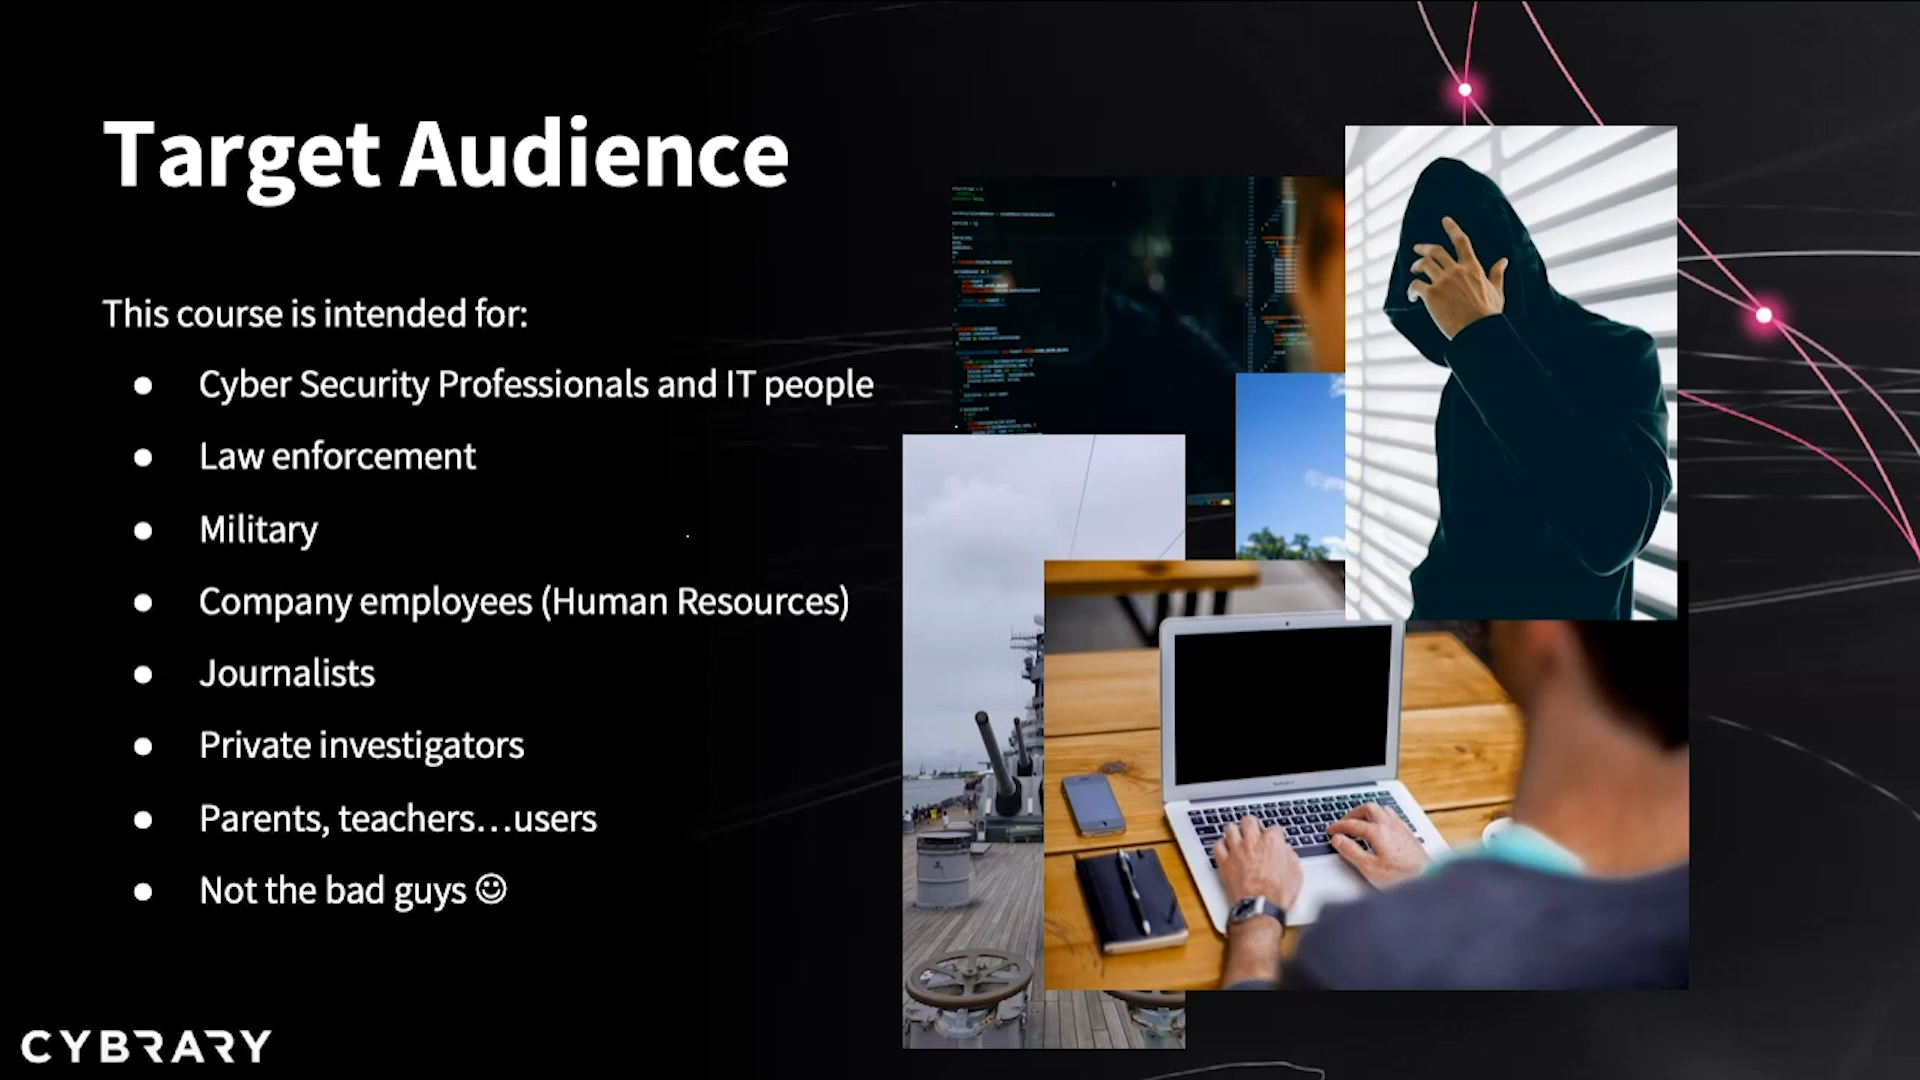 Target Audience
This course is intended for:
● Cyber Security Professionals and IT people
● Law enforcement
● Military
● Company employees (Human Resources)
● Journalists
● Private investigators
● Parents, teachers...users
● Not the bad guys ☺
CYBRARY